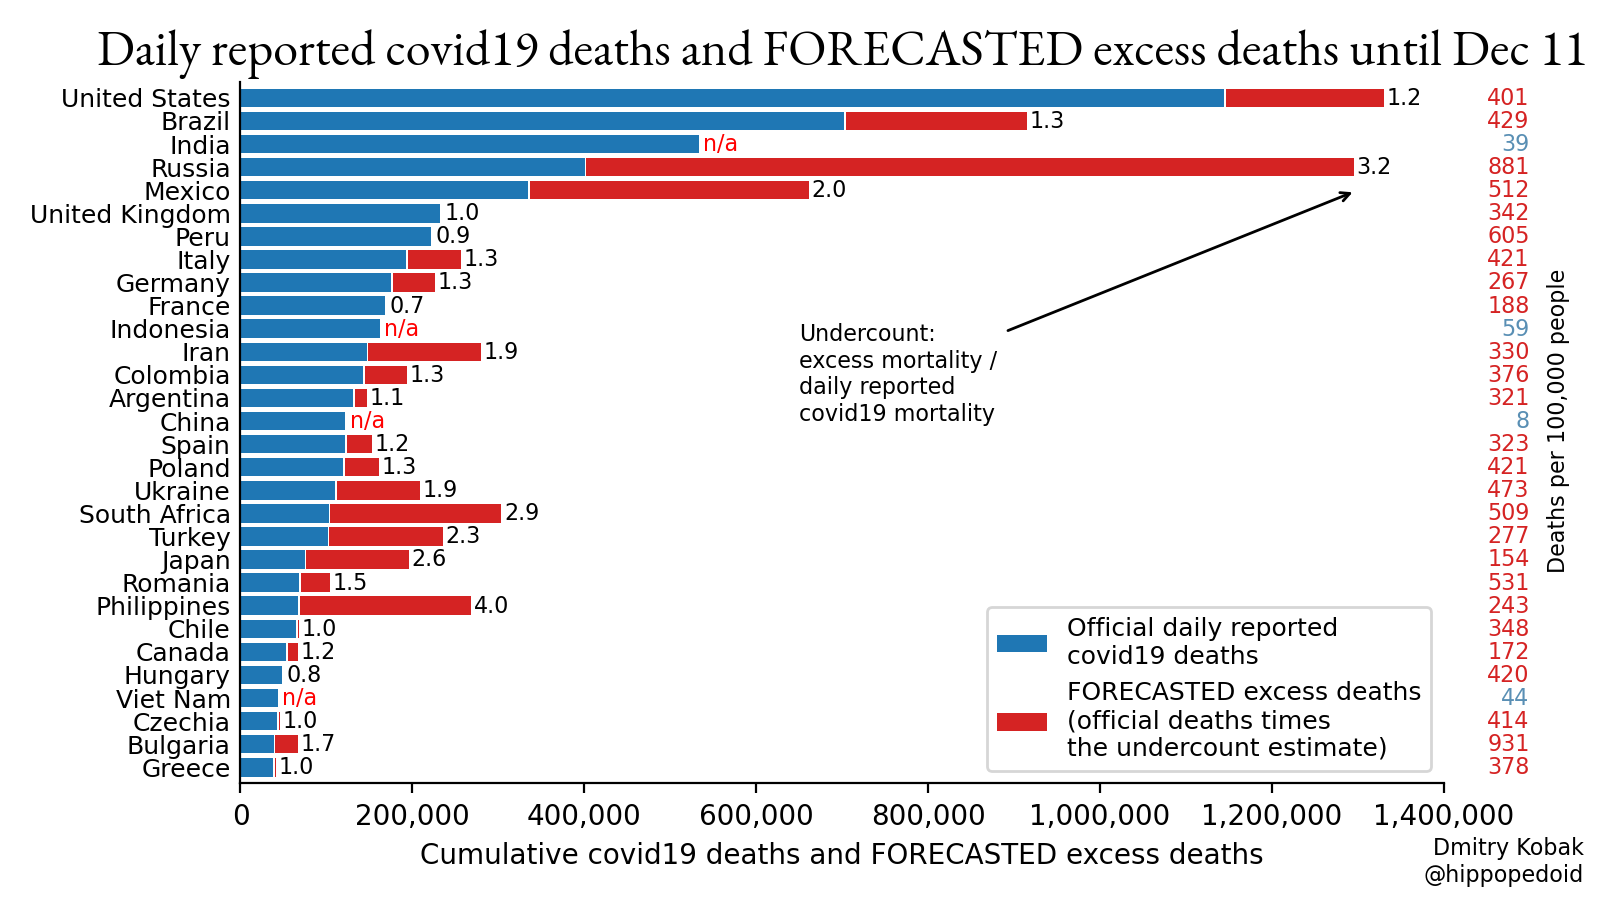 Daily reported covid19 deaths and FORECASTED excess deaths until Dec 11
United States 1.2 401
Brazil 1.3 429
India n/a 39
Russia 3.2 881
Mexico 2.0 512
United Kingdom 1.0 342
Peru 0.9 605
Italy 1.3 421
Germany 1.3 267
France 0.7 188
Indonesia n/a 59
Iran 1.9 330
Colombia 1.3 376
Argentina 1.1 321
China n/a 8
Spain 1.2 323
Poland 1.3 421
Ukraine 1.9 473
South Africa 2.9 509
Turkey 2.3 277
Japan 2.6 154
Romania 1.5 531
Philippines 4.0 243
Chile 1.0 348
Canada 1.2 172
Hungary 0.8 420
Viet Nam n/a 44
Czechia 1.0 414
Bulgaria 1.7 931
Greece 1.0 378
Undercount:
excess mortality /
daily reported
covid19 mortality
Deaths per 100,000 people
Official daily reported
covid19 deaths
FORECASTED excess deaths
(official deaths times
the undercount estimate)
0 200,000 400,000 600,000 800,000 1,000,000 1,200,000 1,400,000
Cumulative covid19 deaths and FORECASTED excess deaths
Dmitry Kobak
@hippopedoid